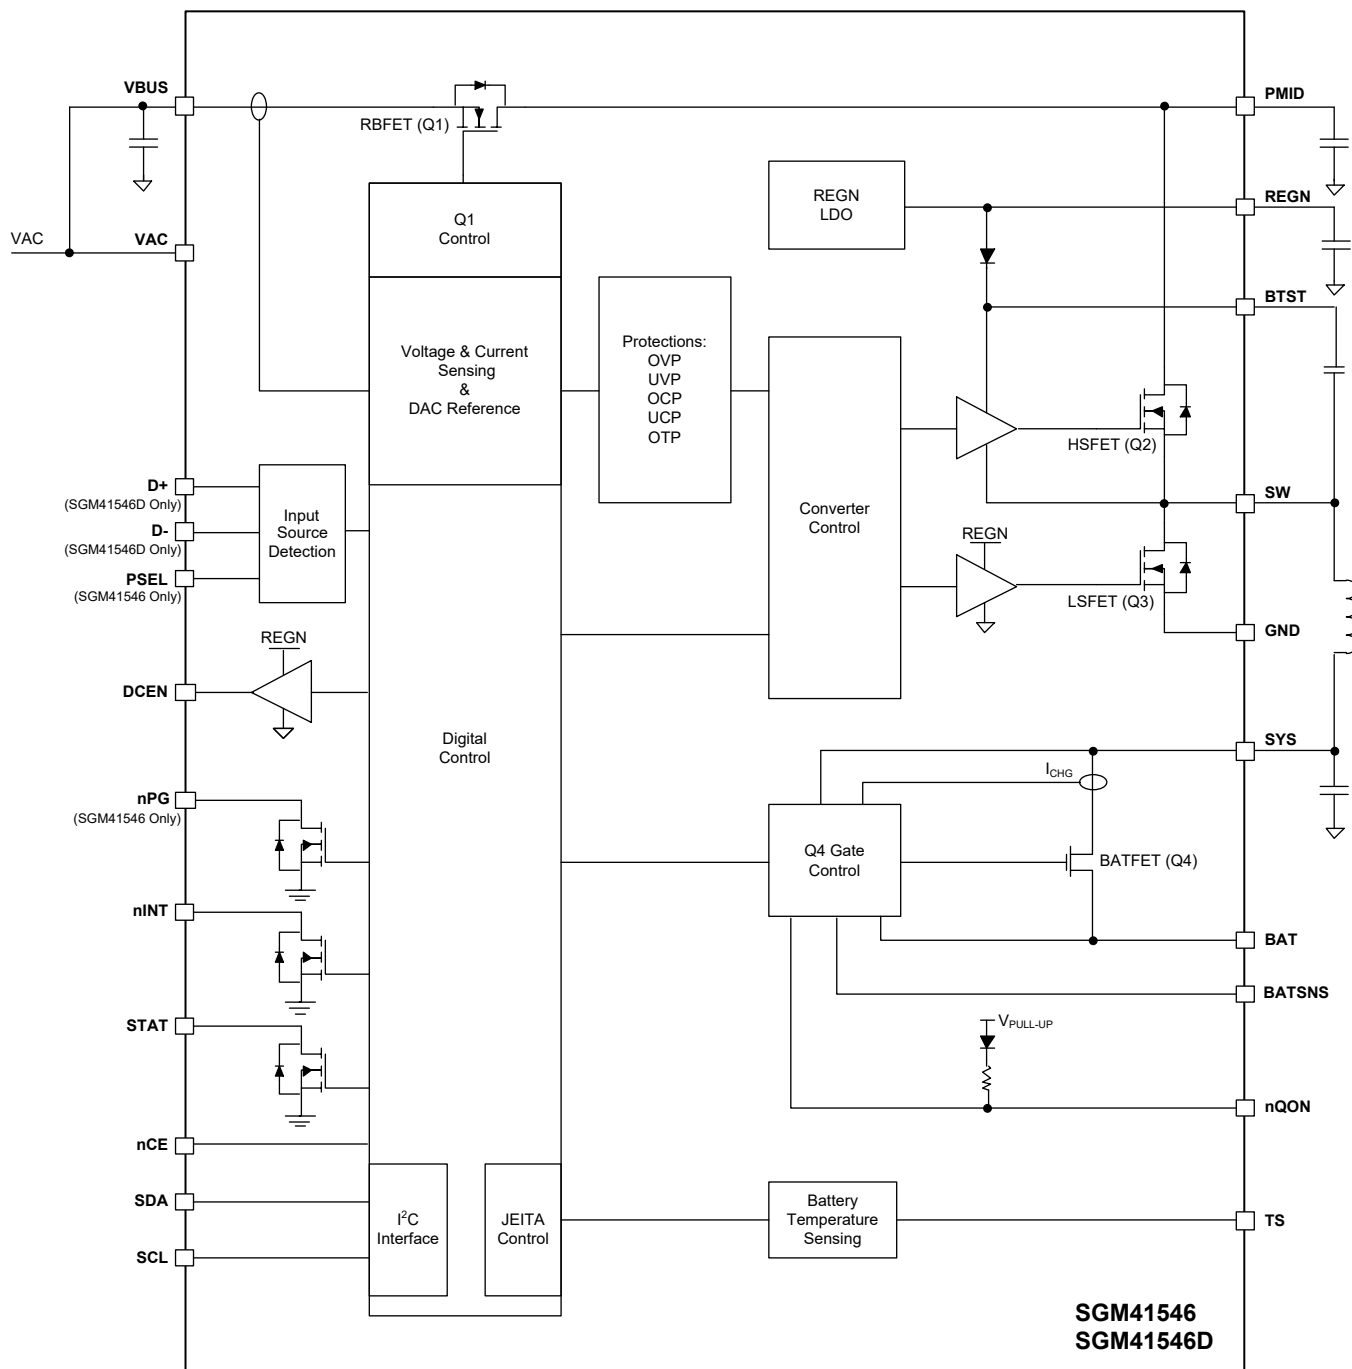 VBUS
RBFET (Q1)
PMID
REGN
LDO
REGN
Q1
Control
VAC
VAC
BTST
Voltage & Current
Sensing
&
DAC Reference
Protections:
OVP
UVP
OCP
UCP
OTP
HSFET (Q2)
D+
(SGM41546D Only)
D-
(SGM41546D Only)
PSEL
(SGM41546 Only)
Input
Source
Detection
Converter
Control
SW
REGN
LSFET (Q3)
GND
REGN
DCEN
Digital
Control
SYS
I_CHG
nPG
(SGM41546 Only)
Q4 Gate
Control
BATFET (Q4)
nINT
BAT
BATSNS
STAT
V_PULL-UP
nQON
nCE
SDA
SCL
I²C
Interface
JEITA
Control
Battery
Temperature
Sensing
TS
SGM41546
SGM41546D